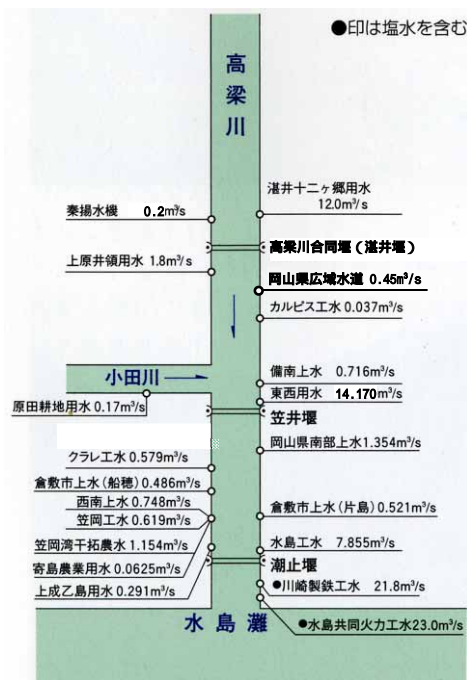 ●印は塩水を含む
高梁川
湛井十二ヶ郷用水
12.0m³/s
秦揚水機 0.2m³/s
高梁川合同堰(湛井堰)
上原井領用水 1.8m³/s
岡山県広域水道 0.45m³/s
カルピス工水 0.037m³/s
備南上水 0.716m³/s
小田川
東西用水 14.170m³/s
原田耕地用水 0.17m³/s
笠井堰
岡山県南部上水1.354m³/s
クラレ工水 0.579m³/s
倉敷市上水(船穂) 0.486m³/s
西南上水 0.748m³/s
倉敷市上水(片島) 0.521m³/s
笠岡工水 0.619m³/s
笠岡湾干拓農水 1.154m³/s
水島工水 7.855m³/s
寄島農業用水 0.0625m³/s
潮止堰
上成乙島用水 0.291m³/s
●川崎製鉄工水 21.8m³/s
水島灘
●水島共同火力工水23.0m³/s